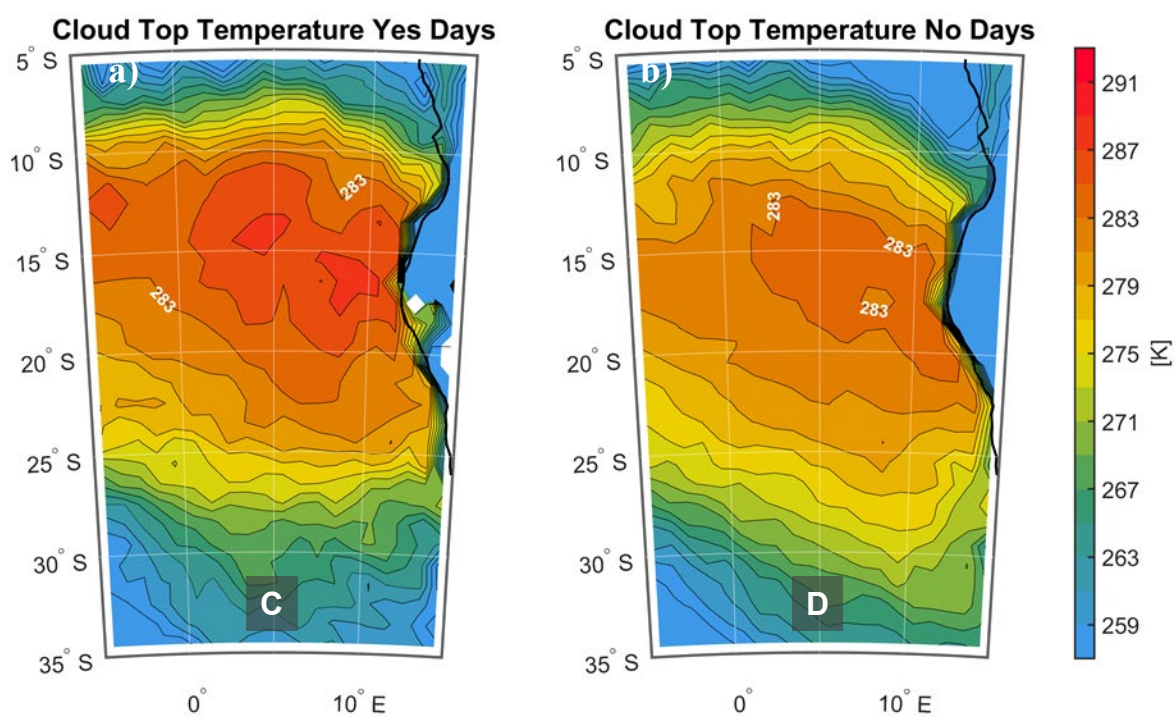 Cloud Top Temperature Yes Days
Cloud Top Temperature No Days
a)
b)
5° S
10° S
15° S
20° S
25° S
30° S
35° S
0°
10° E
283
283
C
5° S
10° S
15° S
20° S
25° S
30° S
35° S
0°
10° E
283
283
283
D
291
287
283
279
275
271
267
263
259
[K]